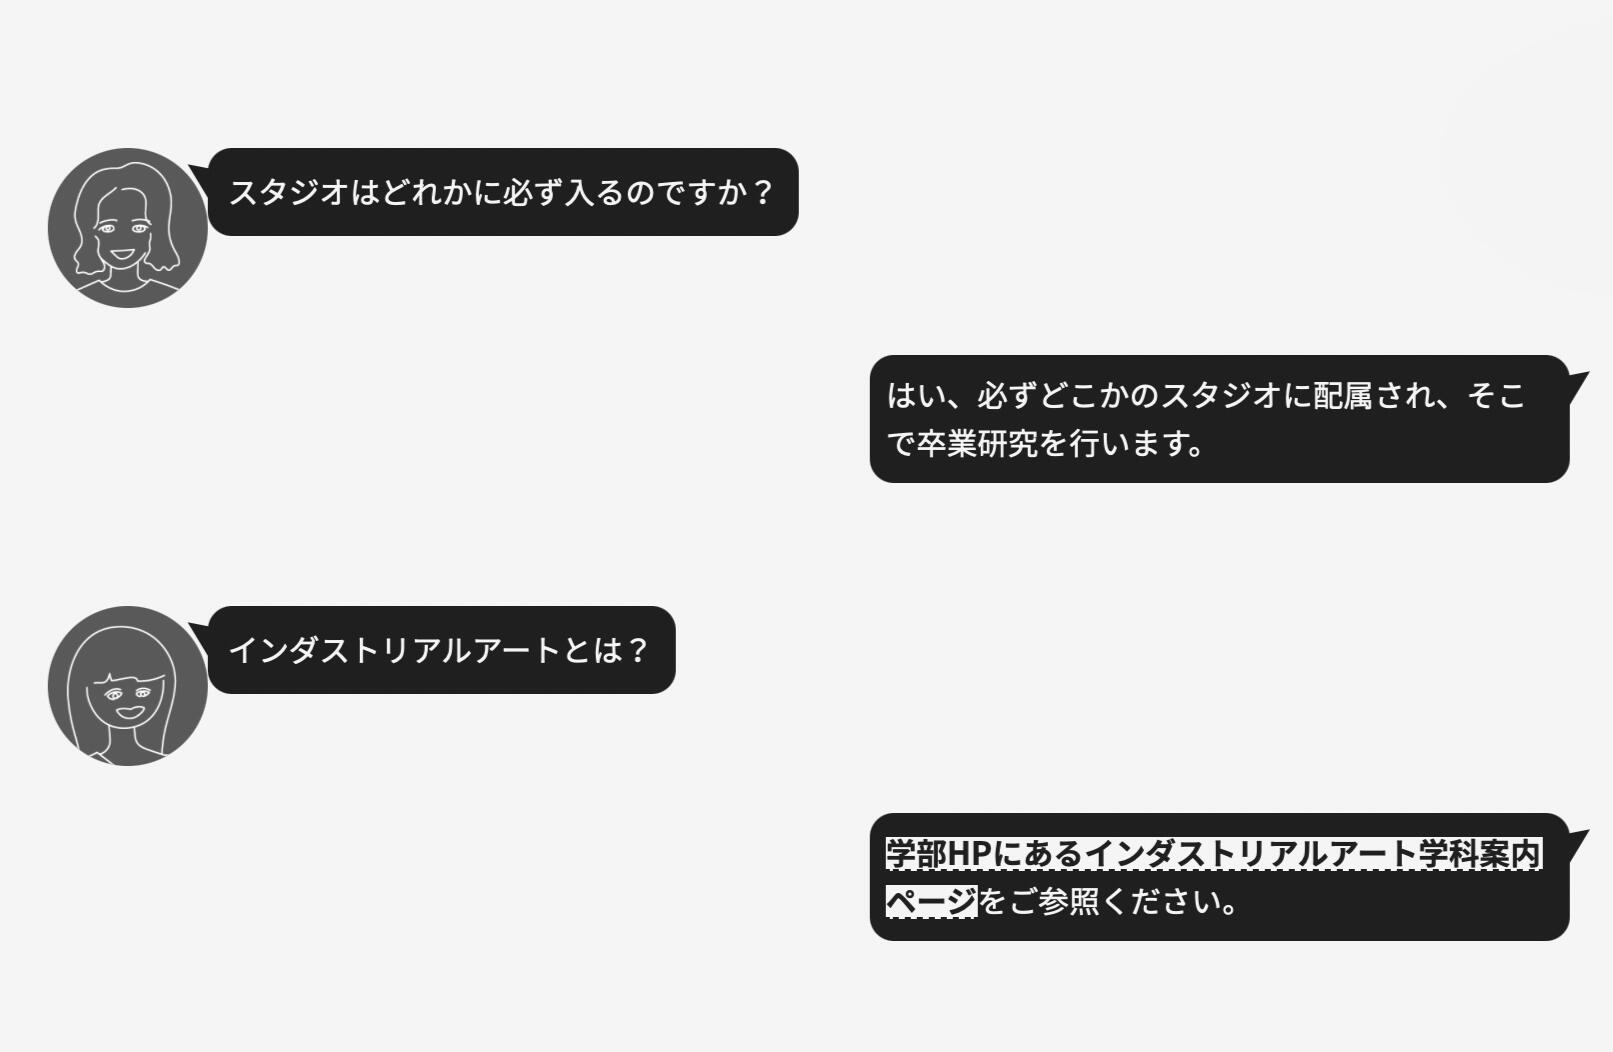 スタジオはどれかに必ず入るのですか？
はい、必ずどこかのスタジオに配属され、そこ
で卒業研究を行います。
インダストリアルアートとは？
学部HPにあるインダストリアルアート学科案内
ページをご参照ください。